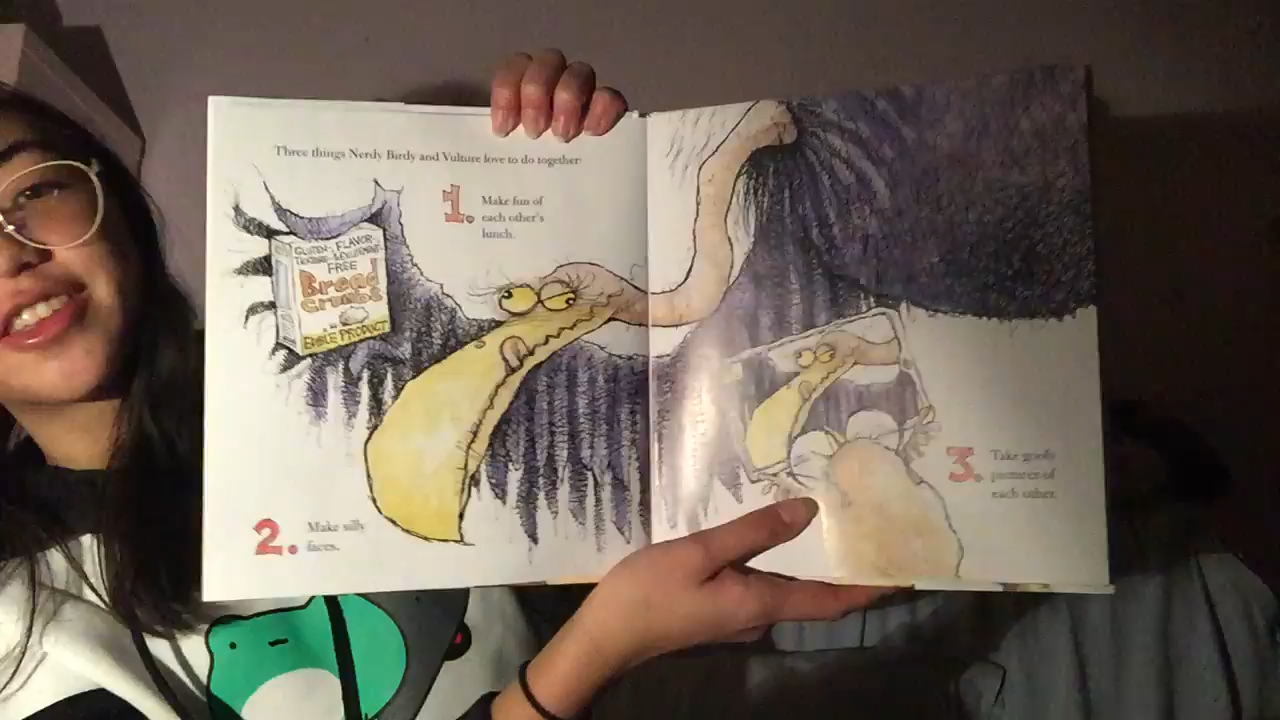 Three things Nerdy Birdy and Vulture love to do together:
1. Make fun of
each other's
lunch.
GLUTEN-, FLAVOR-,
TEXTURE- & EXCITEMENT-
FREE
Bread
Crumbs
EDIBLE PRODUCT
2. Make silly
faces.
3. Take goofy
pictures of
each other.